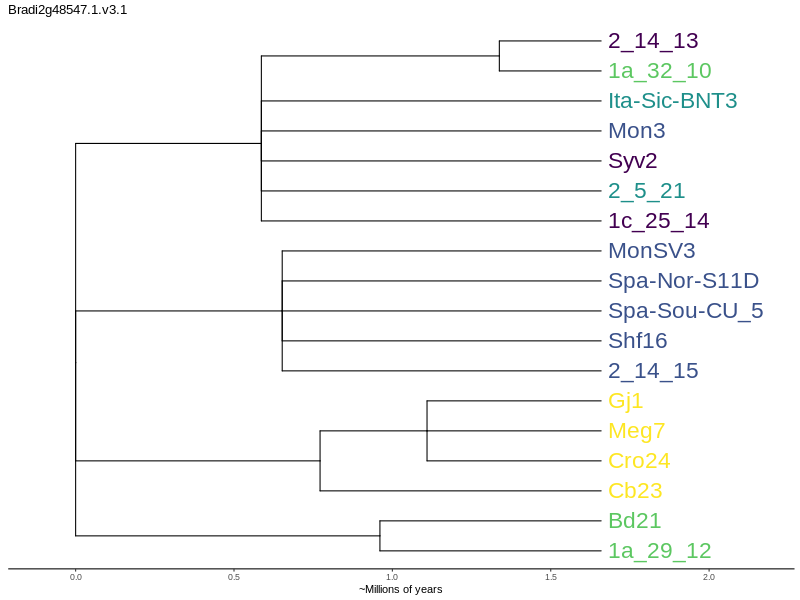 Bradi2g48547.1.v3.1
2_14_13
1a_32_10
Ita-Sic-BNT3
Mon3
Syv2
2_5_21
1c_25_14
MonSV3
Spa-Nor-S11D
Spa-Sou-CU_5
Shf16
2_14_15
Gj1
Meg7
Cro24
Cb23
Bd21
1a_29_12
0.0 0.5 1.0 1.5 2.0
~Millions of years